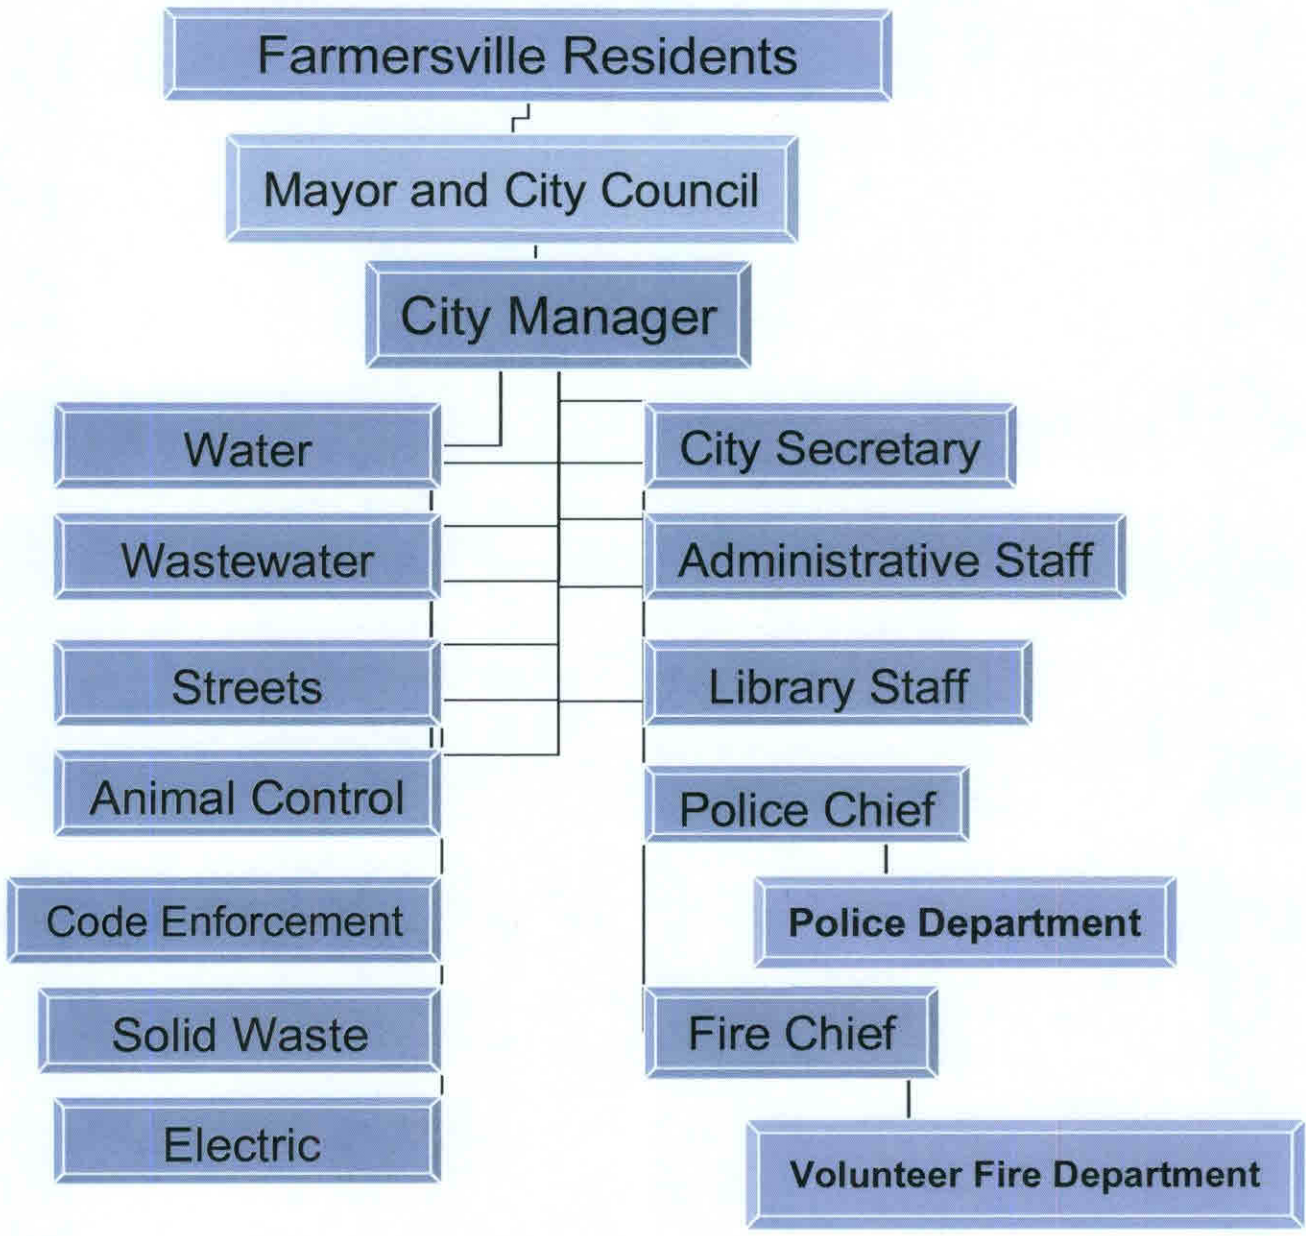 Farmersville Residents
Mayor and City Council
City Manager
Water
City Secretary
Wastewater
Administrative Staff
Streets
Library Staff
Animal Control
Police Chief
Code Enforcement
Police Department
Solid Waste
Fire Chief
Electric
Volunteer Fire Department